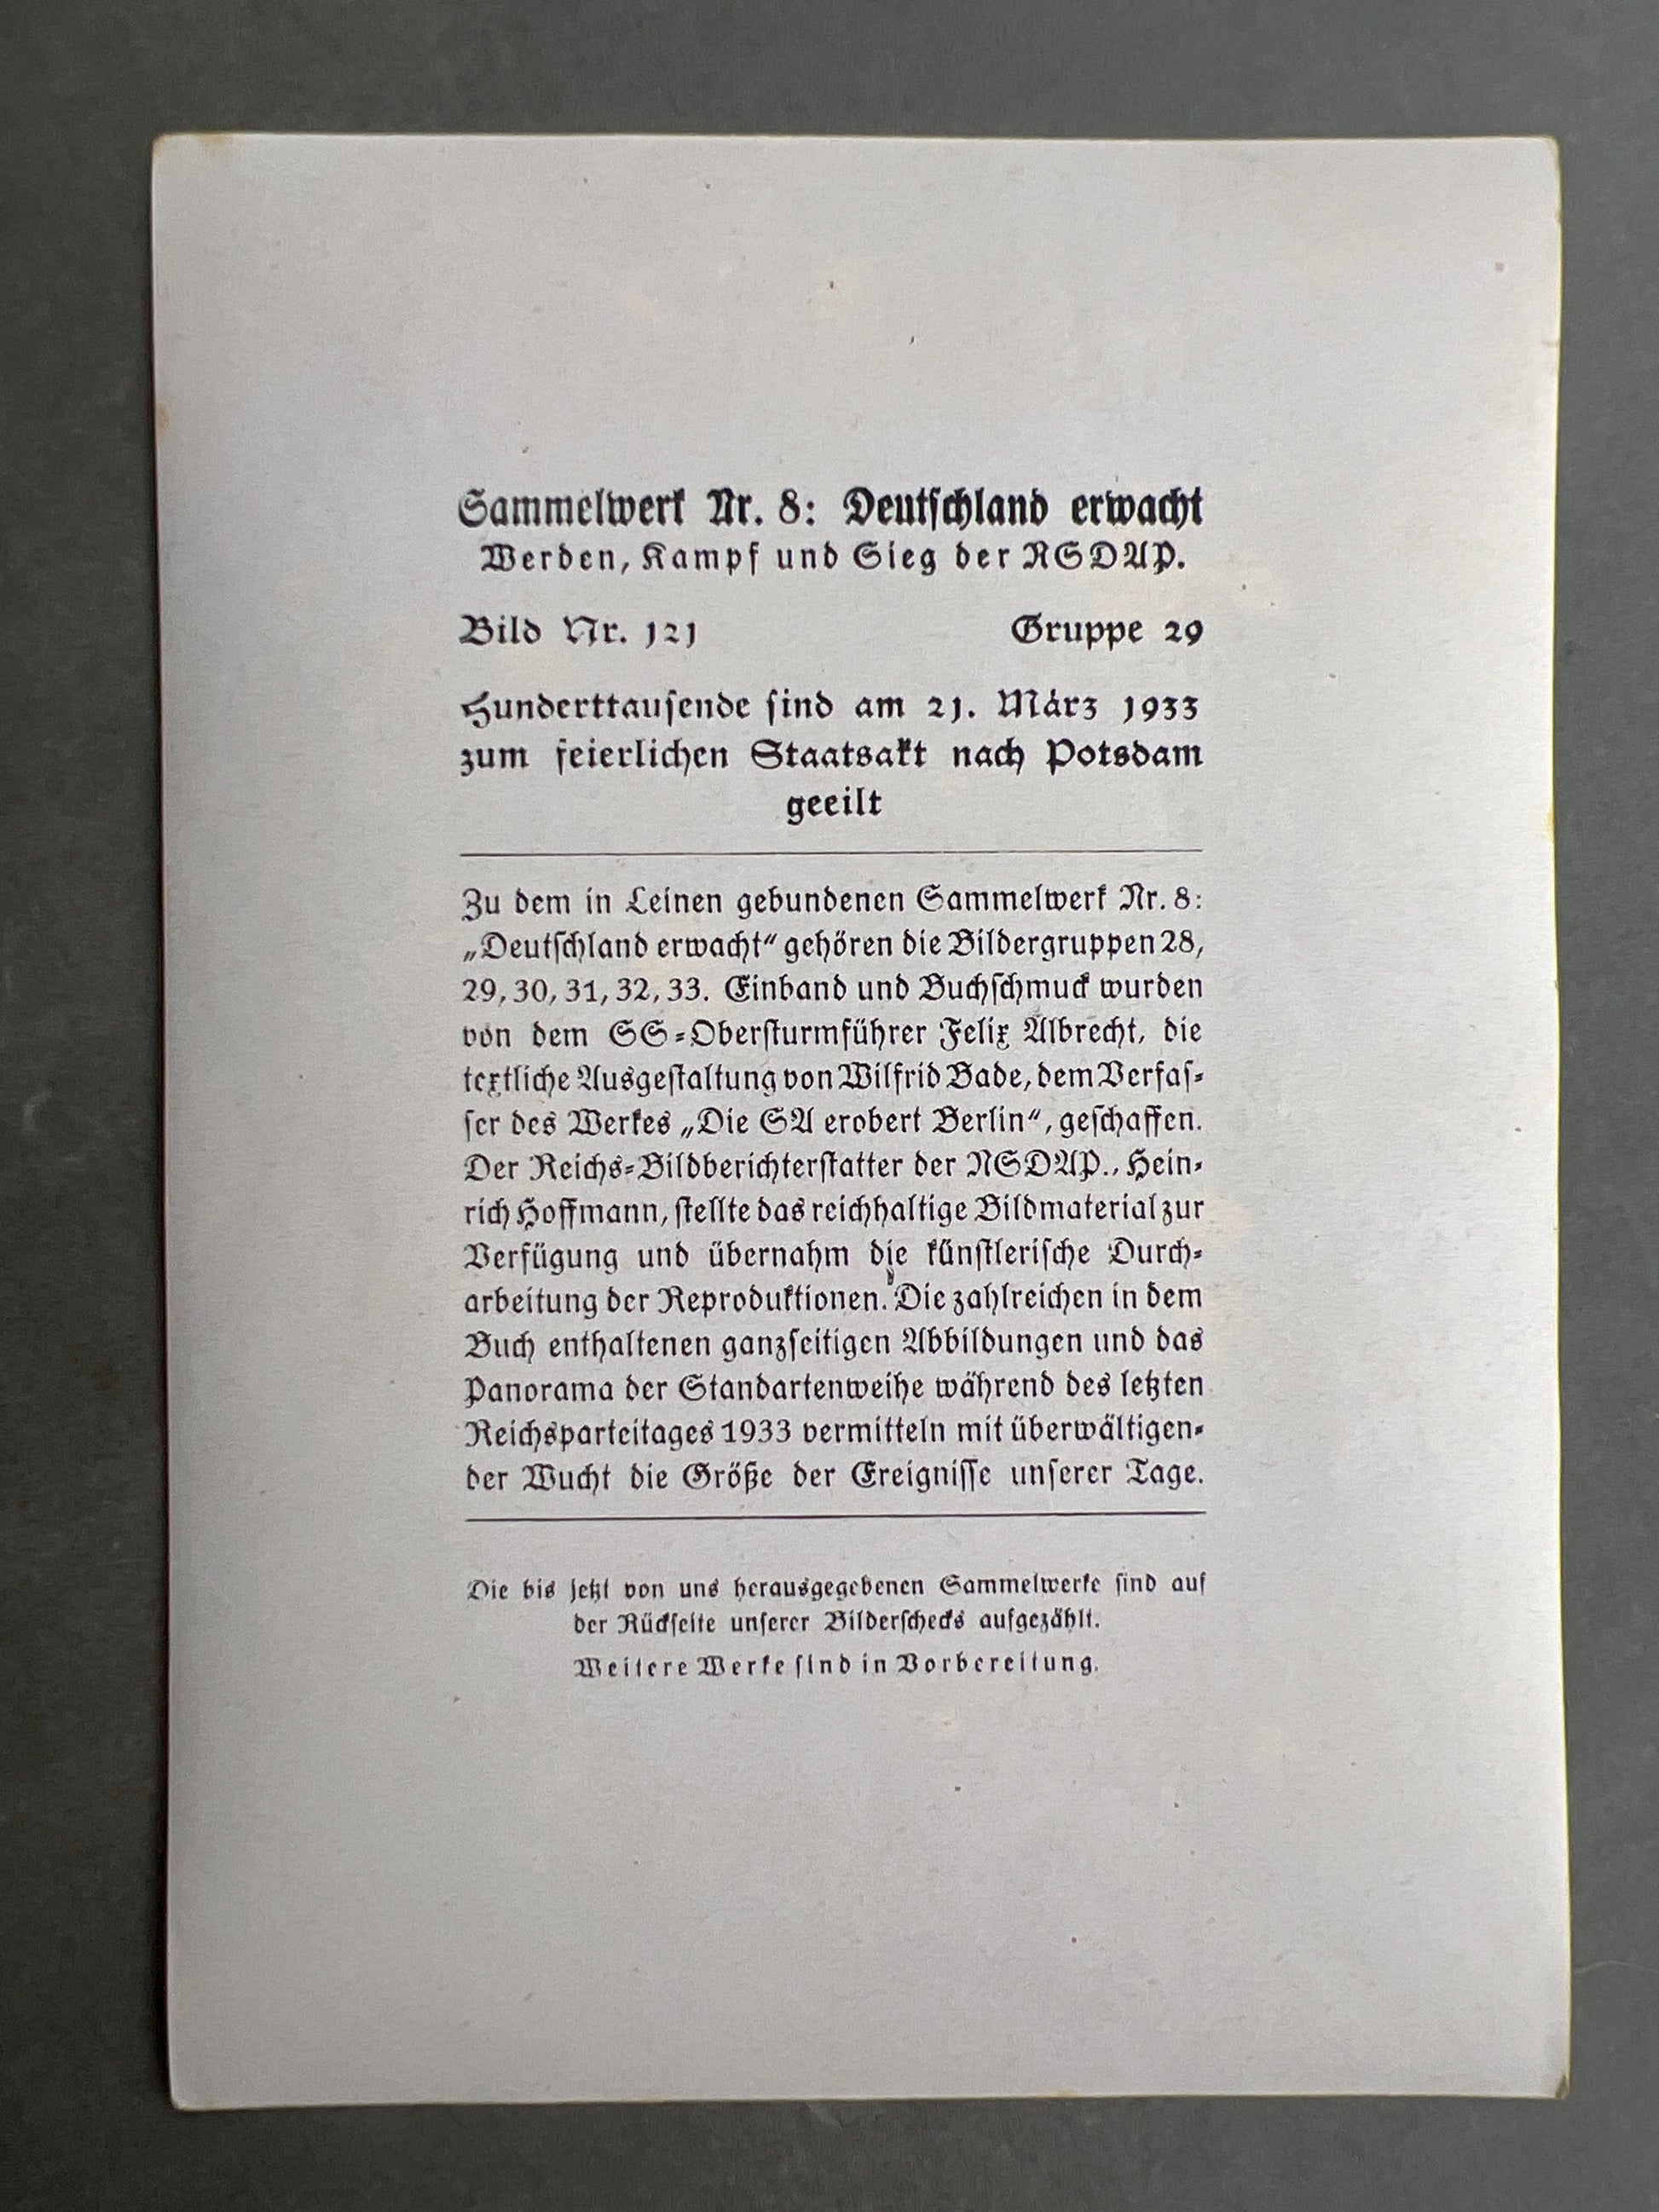 Sammelwerk Nr. 8: Deutschland erwacht
Werden, Kampf und Sieg der NSDAP.
Bild Nr. 121 Gruppe 29
Hunderttausende sind am 21. März 1933
zum feierlichen Staatsakt nach Potsdam
geeilt
Zu dem in Leinen gebundenen Sammelwerk Nr. 8:
„Deutschland erwacht“ gehören die Bildergruppen 28,
29, 30, 31, 32, 33. Einband und Buchschmuck wurden
von dem SS-Obersturmführer Felix Albrecht, die
textliche Ausgestaltung von Wilfrid Bade, dem Verfas-
ser des Werkes „Die SA erobert Berlin“, geschaffen.
Der Reichs-Bildberichterstatter der NSDAP., Hein-
rich Hoffmann, stellte das reichhaltige Bildmaterial zur
Verfügung und übernahm die künstlerische Durch-
arbeitung der Reproduktionen. Die zahlreichen in dem
Buch enthaltenen ganzseitigen Abbildungen und das
Panorama der Standartenweihe während des letzten
Reichsparteitages 1933 vermitteln mit überwältigen-
der Wucht die Größe der Ereignisse unserer Tage.
Die bis jetzt von uns herausgegebenen Sammelwerke sind auf
der Rückseite unserer Bilderschecks aufgezählt.
Weitere Werke sind in Vorbereitung.